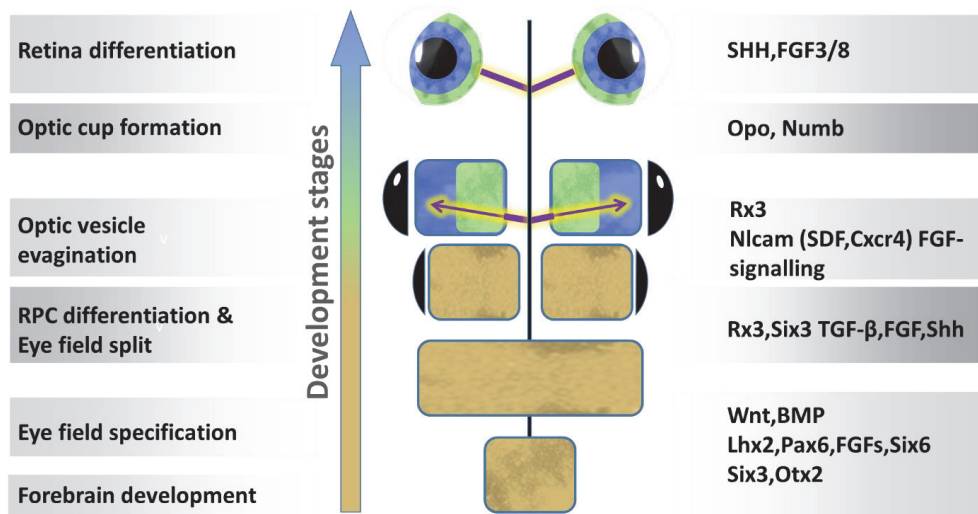 Retina differentiation
SHH,FGF3/8
Optic cup formation
Opo, Numb
Optic vesicle
evagination
Rx3
Nlcam (SDF,Cxcr4) FGF-
signalling
RPC differentiation &
Eye field split
Rx3,Six3 TGF-β,FGF,Shh
Eye field specification
Wnt,BMP
Lhx2,Pax6,FGFs,Six6
Six3,Otx2
Forebrain development
Development stages